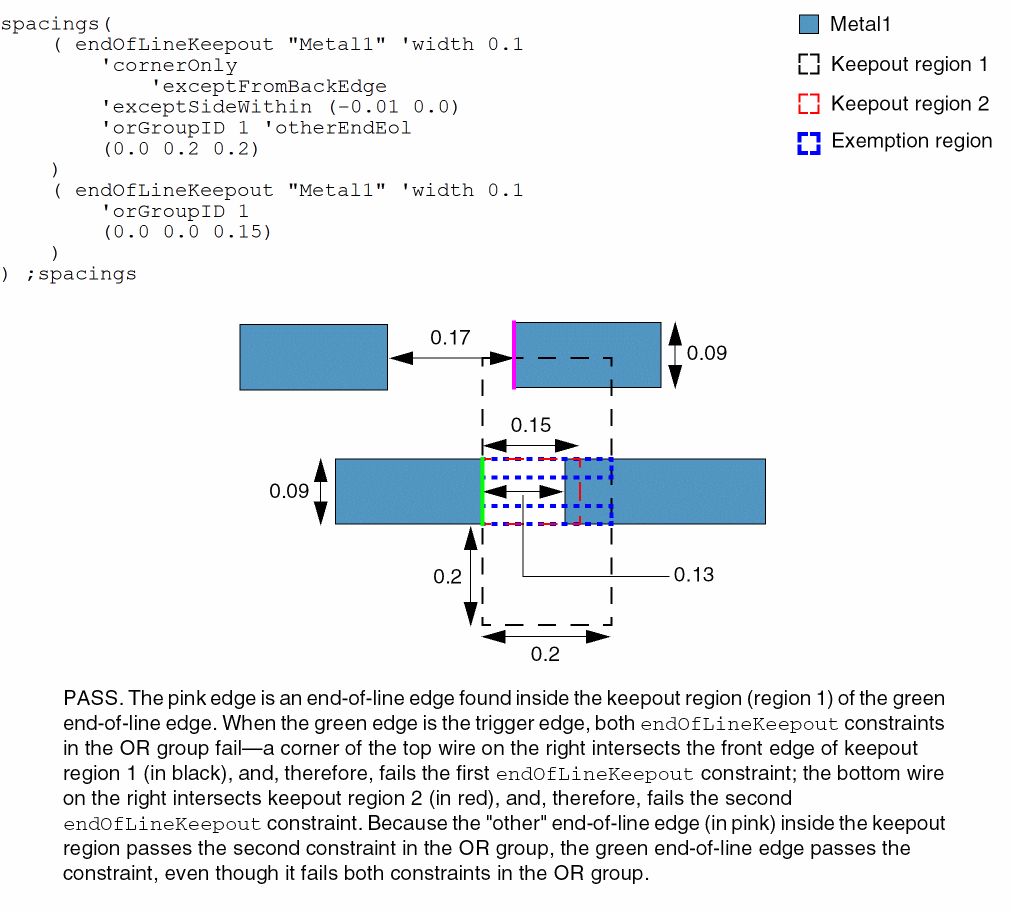 spacings(
( endOfLineKeepout "Metal1" 'width 0.1
'cornerOnly
'exceptFromBackEdge
'exceptSideWithin (-0.01 0.0)
'orGroupID 1 'otherEndEol
(0.0 0.2 0.2)
)
( endOfLineKeepout "Metal1" 'width 0.1
'orGroupID 1
(0.0 0.0 0.15)
)
) ;spacings
Metal1
Keepout region 1
Keepout region 2
Exemption region
0.17
0.09
0.15
0.09
0.2
0.13
0.2
PASS. The pink edge is an end-of-line edge found inside the keepout region (region 1) of the green
end-of-line edge. When the green edge is the trigger edge, both endOfLineKeepout constraints
in the OR group fail—a corner of the top wire on the right intersects the front edge of keepout
region 1 (in black), and, therefore, fails the first endOfLineKeepout constraint; the bottom wire
on the right intersects keepout region 2 (in red), and, therefore, fails the second
endOfLineKeepout constraint. Because the "other" end-of-line edge (in pink) inside the keepout
region passes the second constraint in the OR group, the green end-of-line edge passes the
constraint, even though it fails both constraints in the OR group.